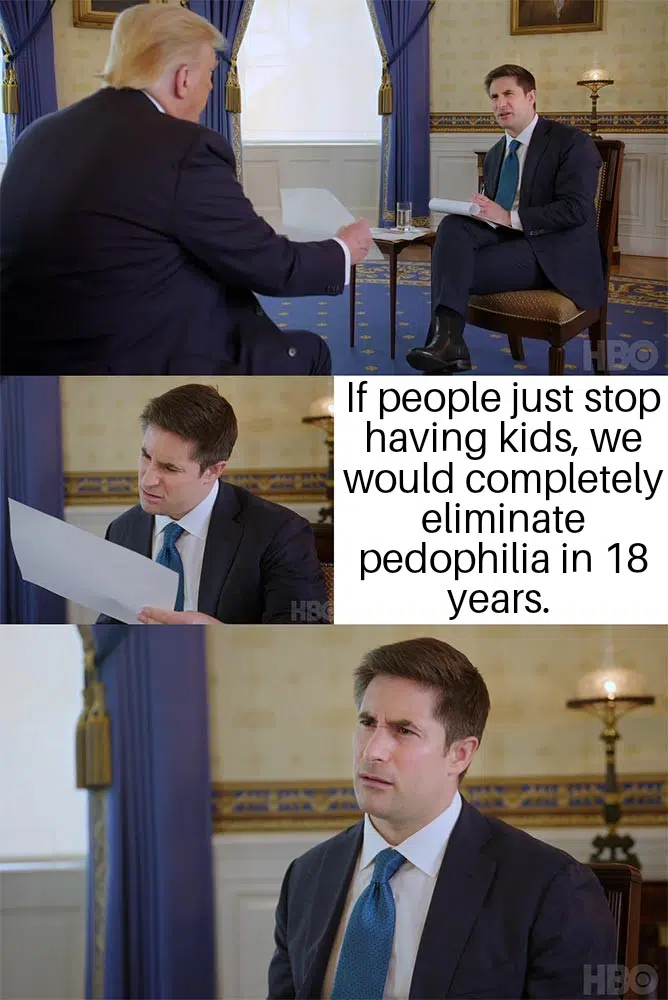 HBO
If people just stop
having kids, we
would completely
eliminate
pedophilia in 18
years.
HBO
HBO